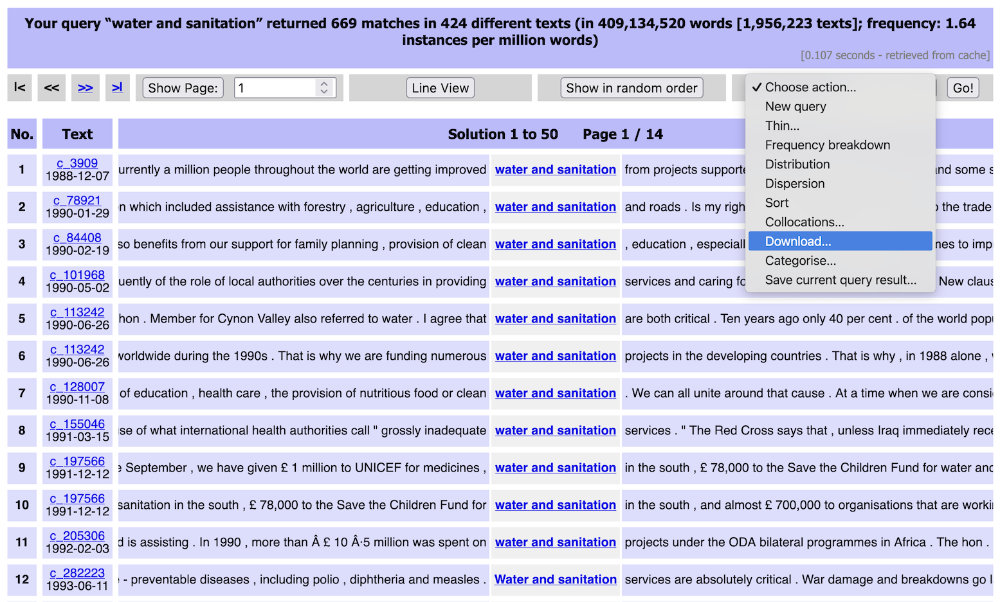 Your query “water and sanitation” returned 669 matches in 424 different texts (in 409,134,520 words [1,956,223 texts]; frequency: 1.64
instances per million words)
[0.107 seconds - retrieved from cache]
|< << >> >| Show Page: 1 Line View Show in random order Go!
✓ Choose action...
New query
Thin...
Frequency breakdown
Distribution
Dispersion
Sort
Collocations...
Download...
Categorise...
Save current query result...
No. Text Solution 1 to 50 Page 1 / 14
1 c_3909 1988-12-07 urrently a million people throughout the world are getting improved water and sanitation from projects and some
2 c_78921 1990-01-29 which included assistance with forestry , agriculture , education , water and sanitation and roads . Is my the trade
3 c_84408 1990-02-19 so benefits from our support for family planning , provision of clean water and sanitation , education , to
4 c_101968 1990-05-02 uently of the role of local authorities over the centuries in providing water and sanitation services and caring New
5 c_113242 1990-06-26 hon . Member for Cynon Valley also referred to water . I agree that water and sanitation are both critical . Ten years ago only 40 per cent . of the world
6 c_113242 1990-06-26 worldwide during the 1990s . That is why we are funding numerous water and sanitation projects in the developing countries . That is why , in 1988 alone ,
7 c_128007 1990-11-08 of education , health care , the provision of nutritious food or clean water and sanitation . We can all unite around that cause . At a time when we are
8 c_155046 1991-03-15 se of what international health authorities call " grossly inadequate water and sanitation services . " The Red Cross says that , unless Iraq immediately
9 c_197566 1991-12-12 September , we have given £ 1 million to UNICEF for medicines , water and sanitation in the south , £ 78,000 to the Save the Children Fund for water
10 c_197566 1991-12-12 sanitation in the south , £ 78,000 to the Save the Children Fund for water and sanitation in the south , and almost £ 700,000 to organisations that are
11 c_205306 1992-02-03 d is assisting . In 1990 , more than Â £ 10 Â·5 million was spent on water and sanitation projects under the ODA bilateral programmes in Africa . The hon .
12 c_282223 1993-06-11 - preventable diseases , including polio , diphtheria and measles . Water and sanitation services are absolutely critical . War damage and breakdowns go